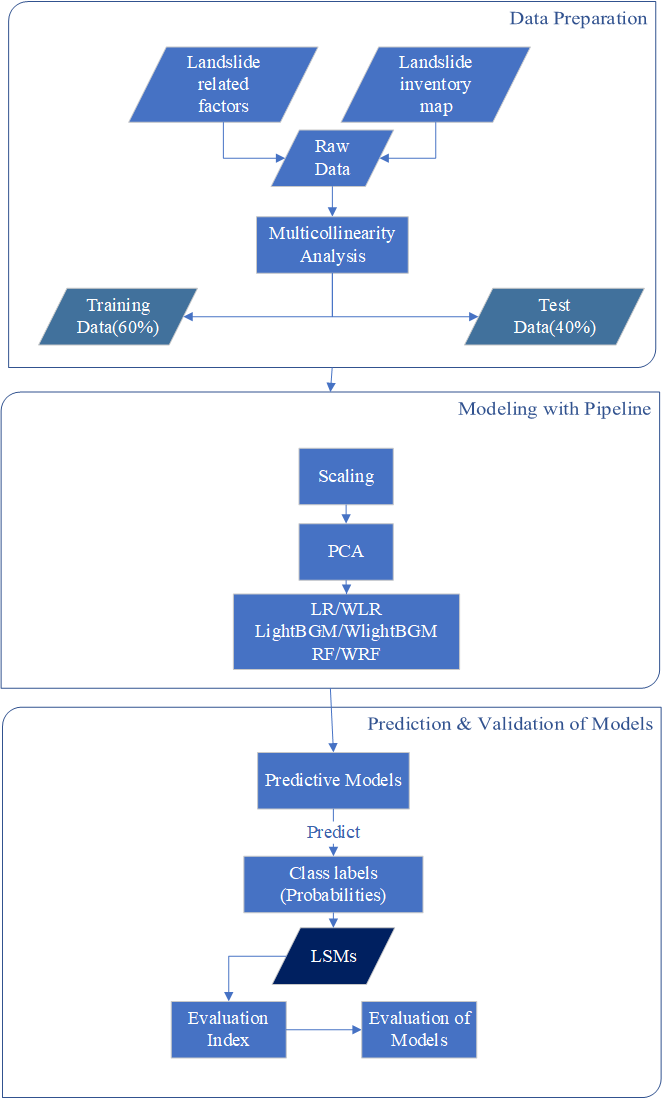 Data Preparation
Landslide
related
factors
Landslide
inventory
map
Raw
Data
Multicollinearity
Analysis
Training
Data(60%)
Test
Data(40%)
Modeling with Pipeline
Scaling
PCA
LR/WLR
LightBGM/WlightBGM
RF/WRF
Prediction & Validation of Models
Predictive Models
Predict
Class labels
(Probabilities)
LSMs
Evaluation
Index
Evaluation of
Models